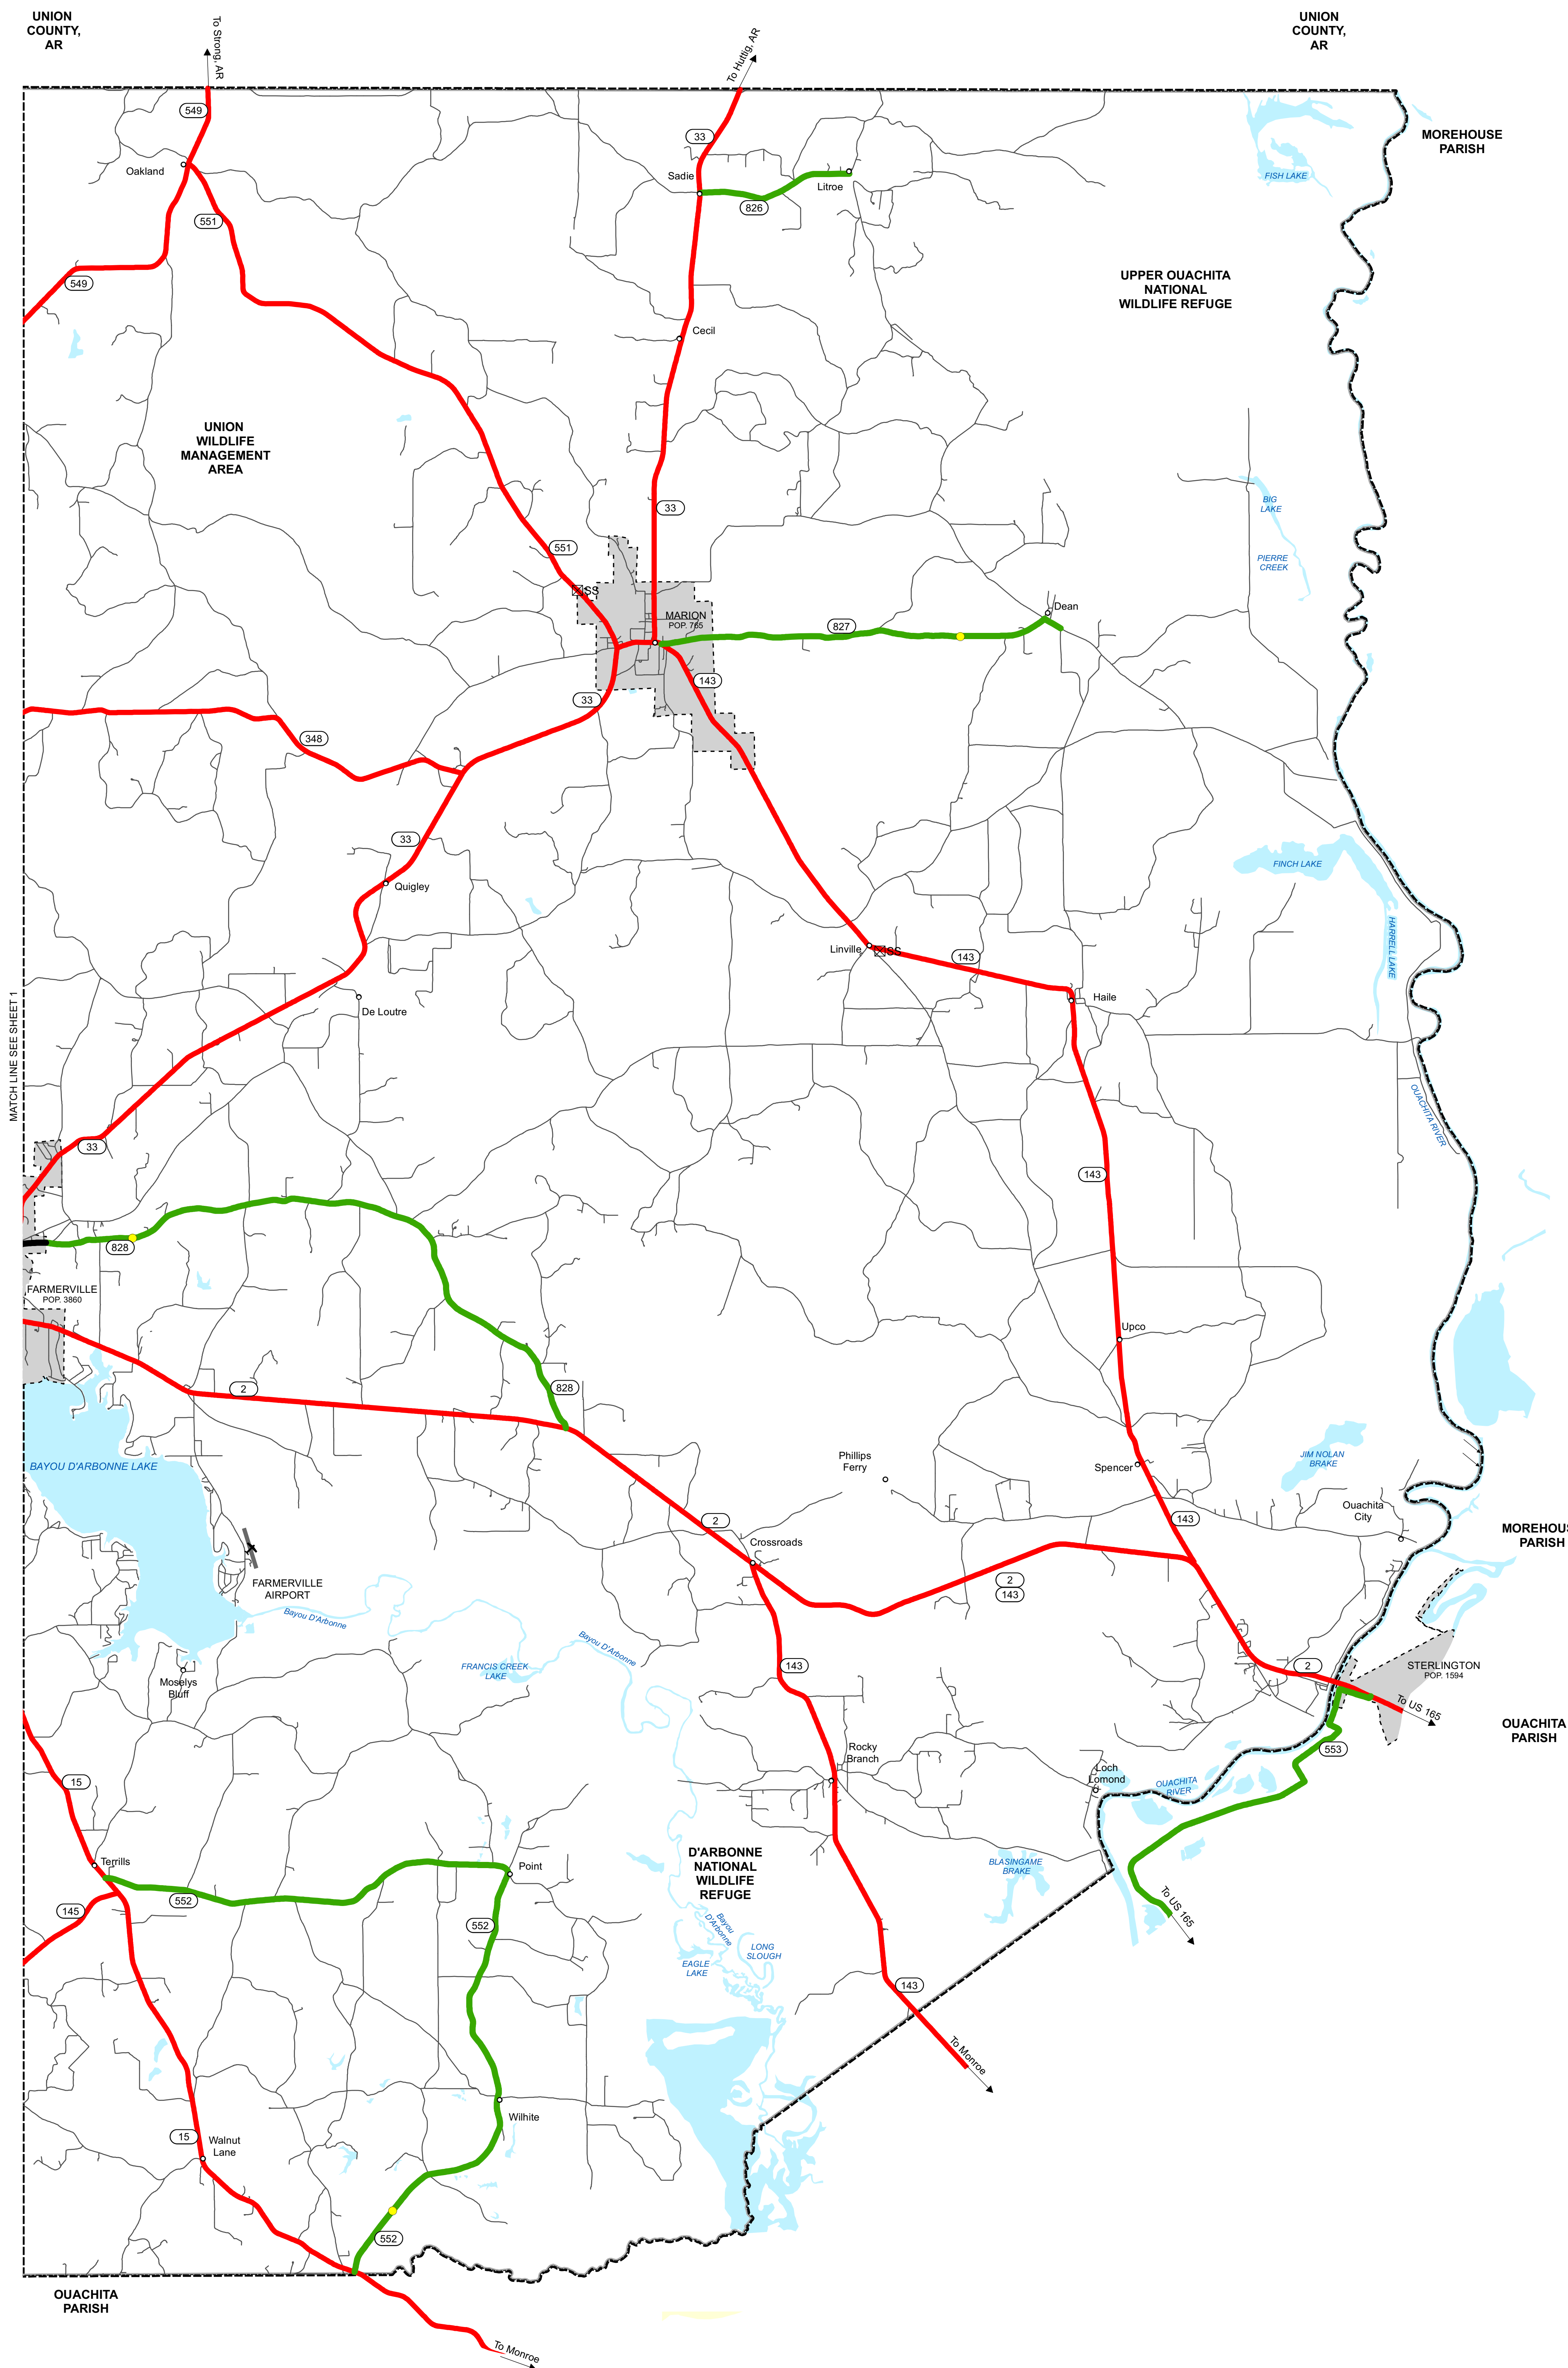 UNION
COUNTY,
AR
To Strong, AR
To Huttig, AR
UNION
COUNTY,
AR
549
33
MOREHOUSE
PARISH
Oakland
Sadie
Litroe
FISH LAKE
826
551
549
UPPER OUACHITA
NATIONAL
WILDLIFE REFUGE
Cecil
UNION
WILDLIFE
MANAGEMENT
AREA
BIG
LAKE
33
551
PIERRE
CREEK
SS
MARION
POP. 765
Dean
827
143
33
348
33
Quigley
FINCH LAKE
HARRELL LAKE
Linville
SS
143
Haile
De Loutre
MATCH LINE SEE SHEET 1
OUACHITA RIVER
33
143
828
FARMERVILLE
POP. 3860
Upco
2
828
BAYOU D'ARBONNE LAKE
Phillips
Ferry
Spencer
JIM NOLAN
BRAKE
Ouachita
City
2
143
MOREHOUS
PARISH
Crossroads
FARMERVILLE
AIRPORT
2
143
Bayou D'Arbonne
Bayou D'Arbonne
FRANCIS CREEK
LAKE
143
2
STERLINGTON
POP. 1594
Moselys
Bluff
To US 165
OUACHITA
PARISH
553
Rocky
Branch
Loch
Lomond
OUACHITA
RIVER
15
Terrills
Point
D'ARBONNE
NATIONAL
WILDLIFE
REFUGE
BLASINGAME
BRAKE
552
145
552
To US 165
Bayou
D'Arbonne
LONG
SLOUGH
EAGLE
LAKE
143
To Monroe
Wilhite
15
Walnut
Lane
552
OUACHITA
PARISH
To Monroe